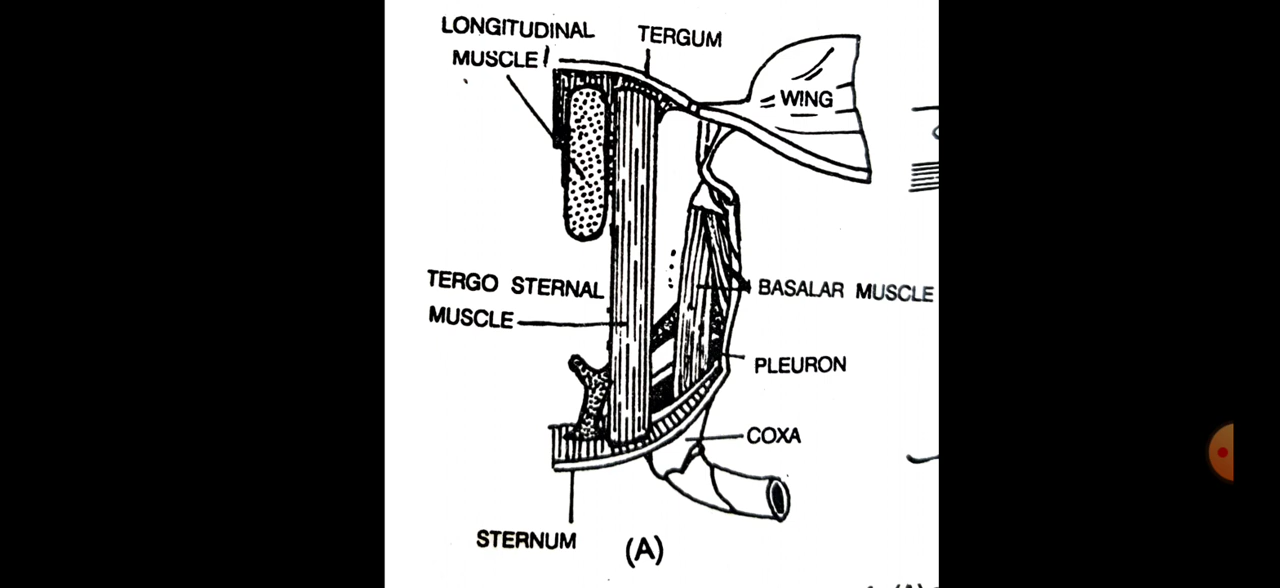 LONGITUDINAL
MUSCLE
TERGUM
WING
TERGO STERNAL
MUSCLE
BASALAR MUSCLE
PLEURON
COXA
STERNUM
(A)